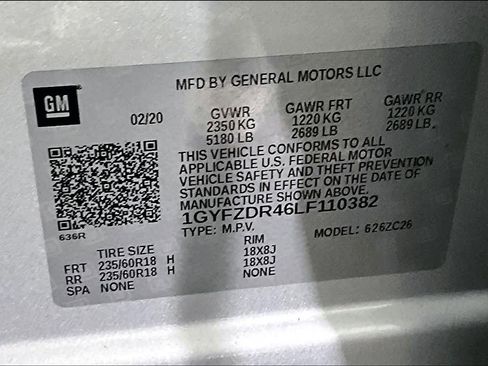 MFD BY GENERAL MOTORS LLC
GM
02/20
GVWR GAWR FRT GAWR RR
2350 KG 1220 KG 1220 KG
5180 LB 2689 LB 2689 LB
THIS VEHICLE CONFORMS TO ALL
APPLICABLE U.S. FEDERAL MOTOR
VEHICLE SAFETY AND THEFT PREVENTION
STANDARDS IN EFFECT ON THE DATE OF
MANUFACTURE SHOWN ABOVE.
1GYFZDR46LF110382
636R
TYPE: M.P.V. MODEL: 626ZC26
TIRE SIZE RIM
FRT 235/60R18 H 18X8J
RR 235/60R18 H 18X8J
SPA NONE NONE